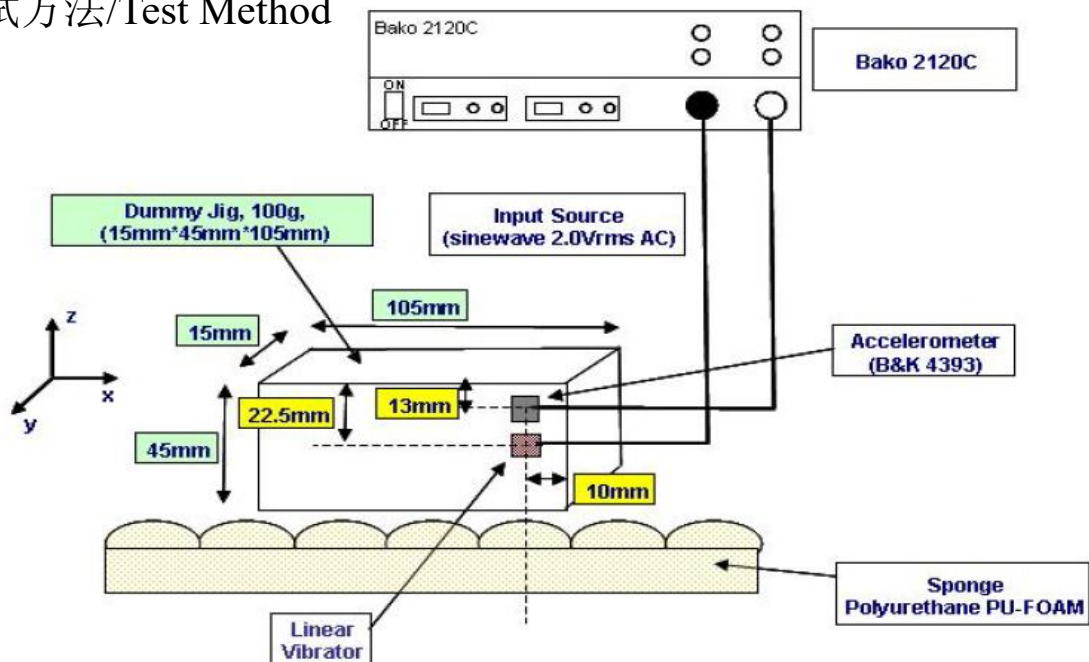 试方法/Test Method
Bako 2120C
Bako 2120C
ON
OFF
Dummy Jig, 100g,
(15mm*45mm*105mm)
Input Source
(sinewave 2.0Vrms AC)
z
x
y
15mm
105mm
Accelerometer
(B&K 4393)
22.5mm
13mm
45mm
10mm
Sponge
Polyurethane PU-FOAM
Linear
Vibrator